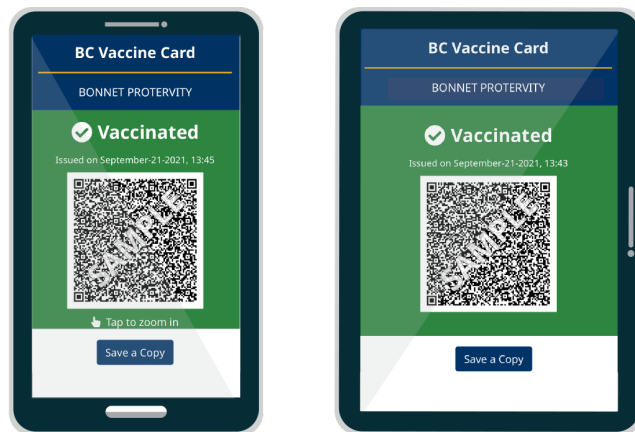 BC Vaccine Card
BONNET PROTERVITY
Vaccinated
Issued on September-21-2021, 13:45
SAMPLE
Tap to zoom in
Save a Copy
BC Vaccine Card
BONNET PROTERVITY
Vaccinated
Issued on September-21-2021, 13:43
SAMPLE
Save a Copy